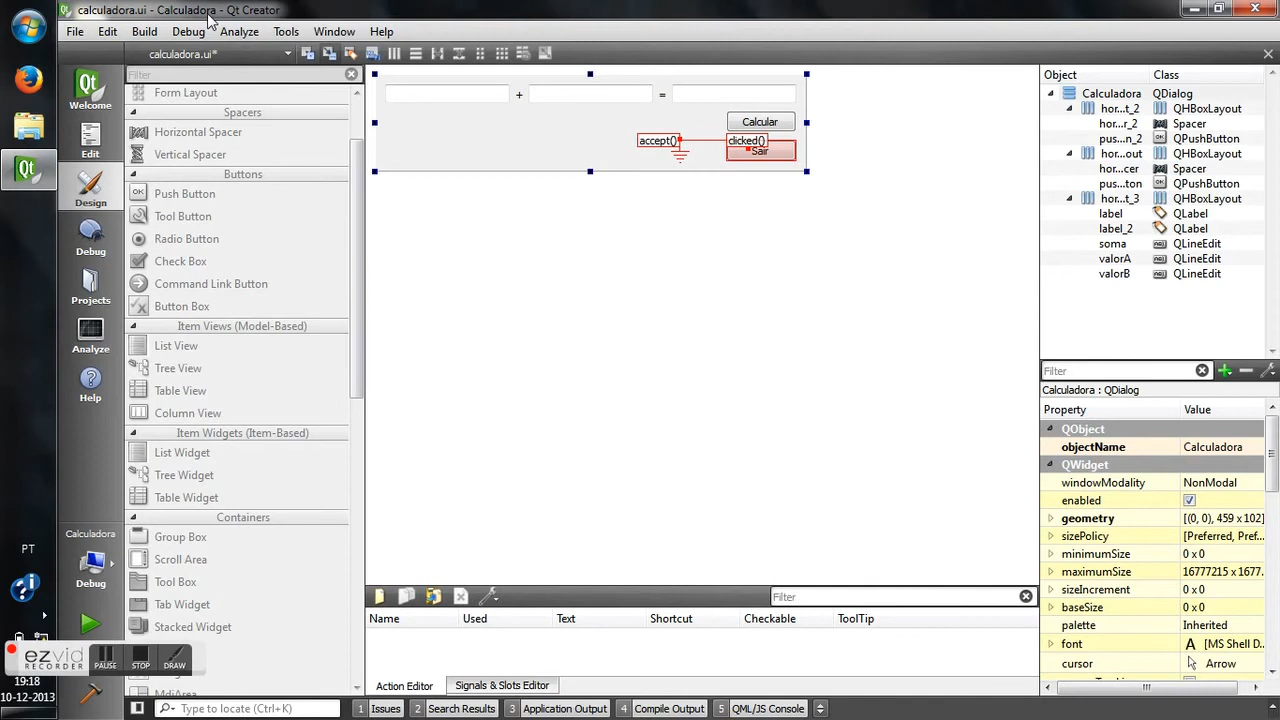 calculadora.ui - Calculadora - Qt Creator
File Edit Build Debug Analyze Tools Window Help
calculadora.ui*
Filter
Welcome
Edit
Design
Debug
Projects
Analyze
Help
Calculadora
Debug
Form Layout
Spacers
Horizontal Spacer
Vertical Spacer
Buttons
Push Button
Tool Button
Radio Button
Check Box
Command Link Button
Button Box
Item Views (Model-Based)
List View
Tree View
Table View
Column View
Item Widgets (Item-Based)
List Widget
Tree Widget
Table Widget
Containers
Group Box
Scroll Area
Tool Box
Tab Widget
Stacked Widget
MdiArea
+ =
Calcular
accept() clicked()
Sair
Object Class
Calculadora QDialog
hor...t_2 QHBoxLayout
hor...r_2 Spacer
pus...n_2 QPushButton
hor...out QHBoxLayout
hor...cer Spacer
pus...ton QPushButton
hor...t_3 QHBoxLayout
label QLabel
label_2 QLabel
soma QLineEdit
valorA QLineEdit
valorB QLineEdit
Filter
Calculadora : QDialog
Property Value
QObject
objectName Calculadora
QWidget
windowModality NonModal
enabled
geometry [(0, 0), 459 x 102]
sizePolicy [Preferred, Pref...
minimumSize 0 x 0
maximumSize 16777215 x 1677...
sizeIncrement 0 x 0
baseSize 0 x 0
palette Inherited
font A [MS Shell D...
cursor Arrow
Filter
Name Used Text Shortcut Checkable ToolTip
Action Editor Signals & Slots Editor
PT
ezvid
RECORDER
PAUSE STOP DRAW
19:18
10-12-2013
Type to locate (Ctrl+K)
1 Issues 2 Search Results 3 Application Output 4 Compile Output 5 QML/JS Console